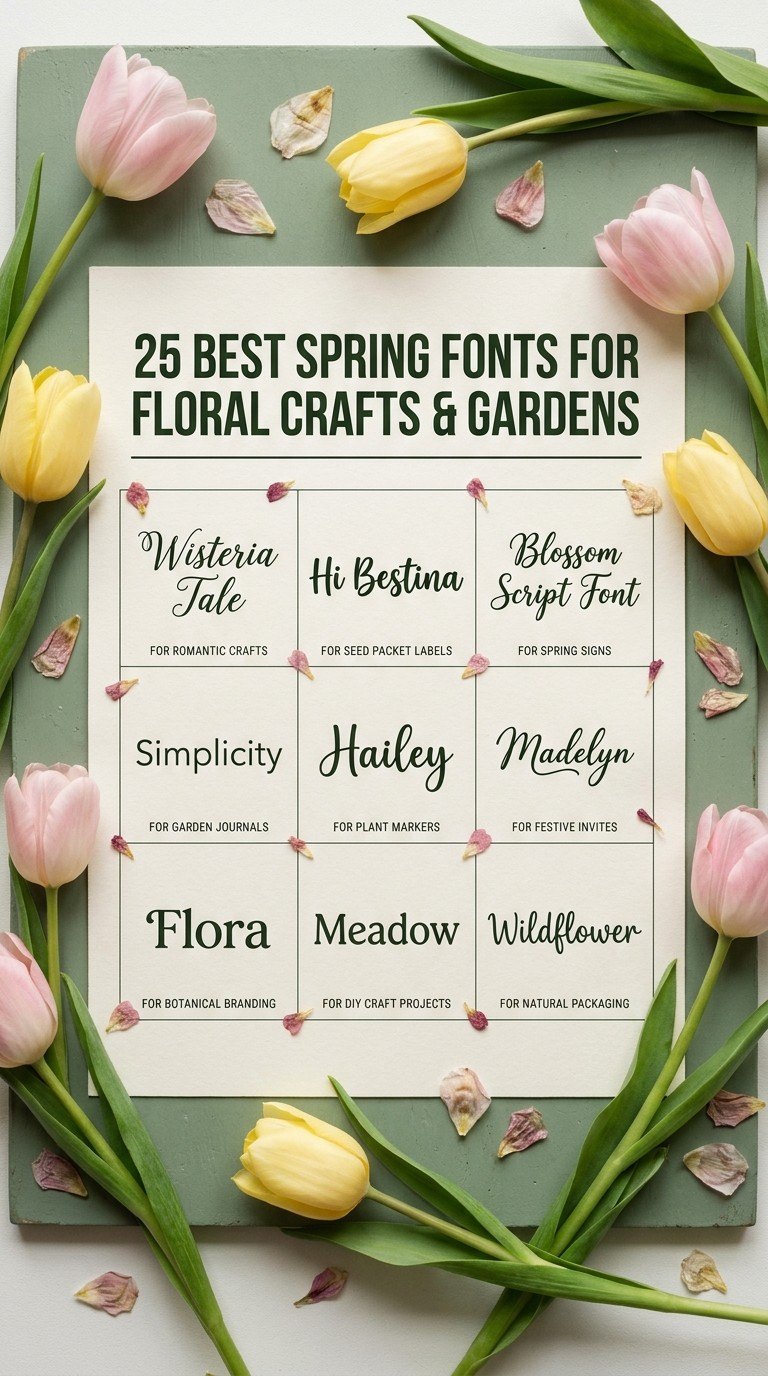 25 BEST SPRING FONTS FOR
FLORAL CRAFTS & GARDENS
Wisteria
Tale
FOR ROMANTIC CRAFTS
Hi Bestina
FOR SEED PACKET LABELS
Blossom
Script Font
FOR SPRING SIGNS
Simplicity
FOR GARDEN JOURNALS
Hailey
FOR PLANT MARKERS
Madelyn
FOR FESTIVE INVITES
Flora
FOR BOTANICAL BRANDING
Meadow
FOR DIY CRAFT PROJECTS
Wildflower
FOR NATURAL PACKAGING